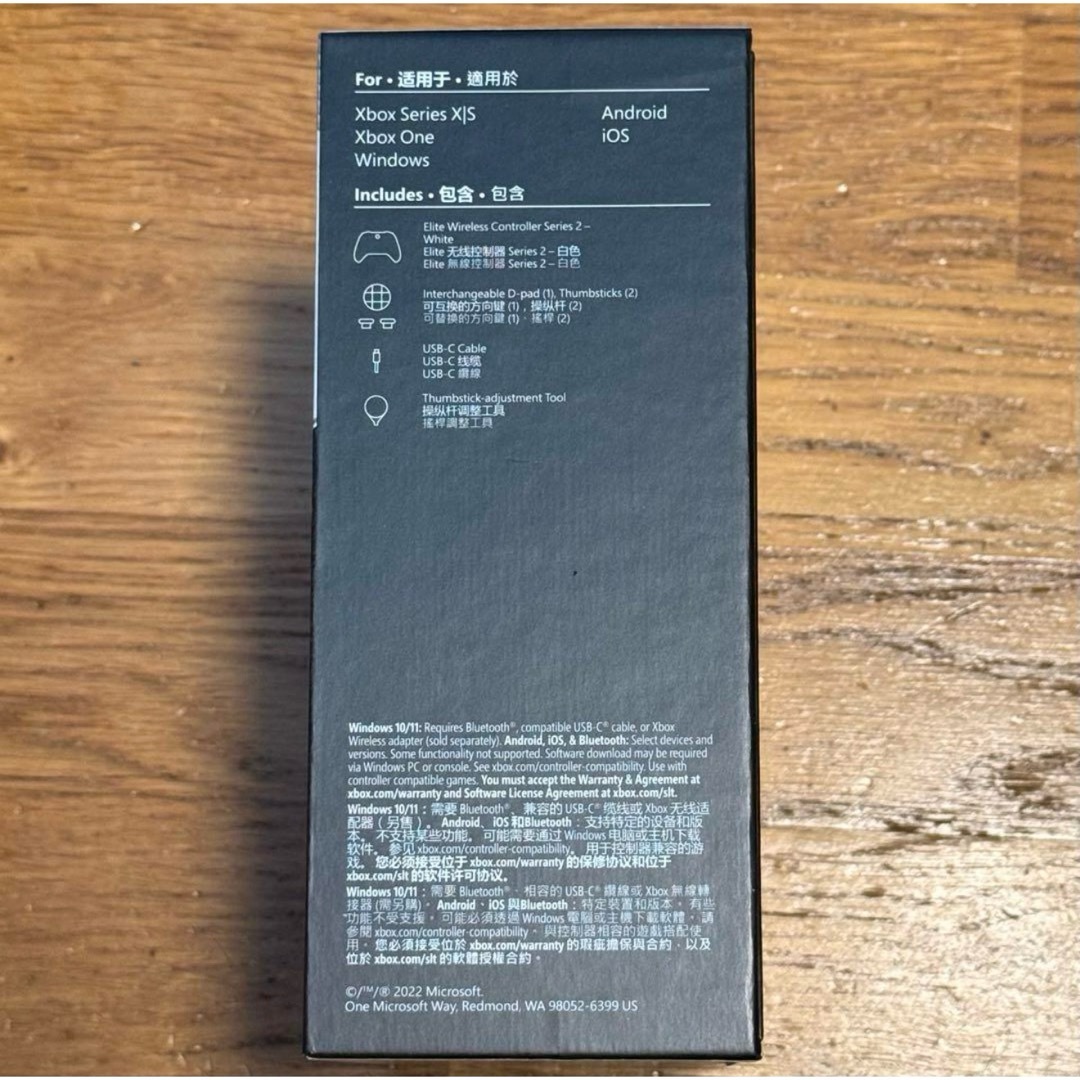 For • 适用于 • 適用於
Xbox Series X|S
Xbox One
Windows
Android
iOS
Includes • 包含 • 包含
Elite Wireless Controller Series 2 –
White
Elite 无线控制器 Series 2 – 白色
Elite 無線控制器 Series 2 – 白色
Interchangeable D-pad (1), Thumbsticks (2)
可互换的方向键 (1)，操纵杆 (2)
可替換的方向鍵 (1)、搖桿 (2)
USB-C Cable
USB-C 线缆
USB-C 纜線
Thumbstick-adjustment Tool
操纵杆调整工具
搖桿調整工具
Windows 10/11: Requires Bluetooth®, compatible USB-C® cable, or Xbox
Wireless adapter (sold separately). Android, iOS, & Bluetooth: Select devices and
versions. Some functionality not supported. Software download may be required
via Windows PC or console. See xbox.com/controller-compatibility. Use with
controller compatible games. You must accept the Warranty & Agreement at
xbox.com/warranty and Software License Agreement at xbox.com/slt.
Windows 10/11：需要 Bluetooth®、兼容的 USB-C® 缆线或 Xbox 无线适
配器（另售）。Android、iOS 和Bluetooth：支持特定的设备和版
本。不支持某些功能。可能需要通过 Windows 电脑或主机下载
软件。参见 xbox.com/controller-compatibility。用于控制器兼容的游
戏。您必须接受位于 xbox.com/warranty 的保修协议和位于
xbox.com/slt 的软件许可协议。
Windows 10/11：需要 Bluetooth®、相容的 USB-C® 纜線或 Xbox 無線轉
接器 (需另購)。Android、iOS 與Bluetooth：特定裝置和版本。有些
功能不受支援。可能必須透過 Windows 電腦或主機下載軟體。請
參閱 xbox.com/controller-compatibility。與控制器相容的遊戲搭配使
用。您必須接受位於 xbox.com/warranty 的瑕疵擔保與合約，以及
位於 xbox.com/slt 的軟體授權合約。
©/™/® 2022 Microsoft.
One Microsoft Way, Redmond, WA 98052-6399 US